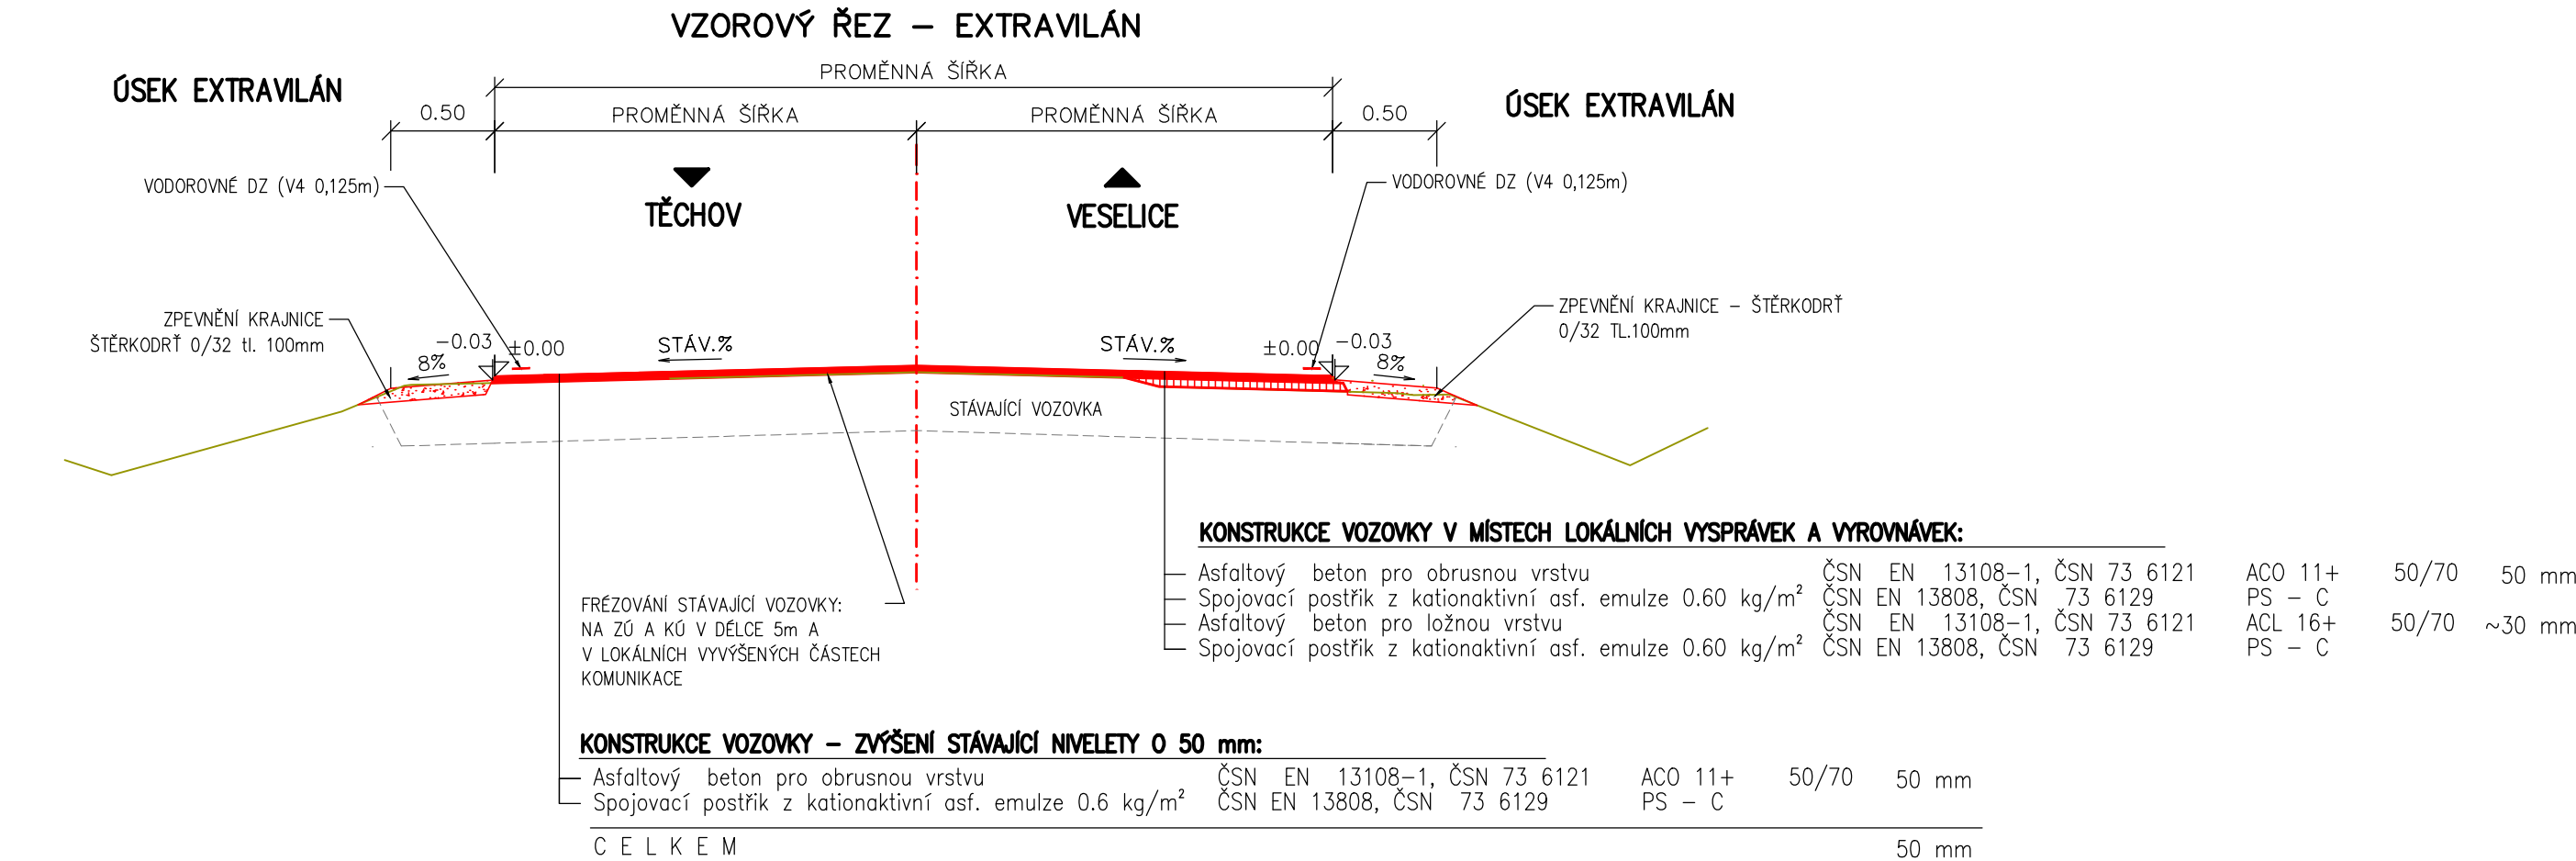 VZOROVÝ ŘEZ – EXTRAVILÁN
ÚSEK EXTRAVILÁN
PROMĚNNÁ ŠÍŘKA
ÚSEK EXTRAVILÁN
0.50
PROMĚNNÁ ŠÍŘKA
PROMĚNNÁ ŠÍŘKA
0.50
VODOROVNÉ DZ (V4 0,125m)
VODOROVNÉ DZ (V4 0,125m)
TĚCHOV
VESELICE
ZPEVNĚNÍ KRAJNICE
ŠTĚRKODRŤ 0/32 tl. 100mm
ZPEVNĚNÍ KRAJNICE – ŠTĚRKODRŤ
0/32 TL.100mm
8%
–0.03
±0.00
STÁV.%
STÁV.%
±0.00
–0.03
8%
STÁVAJÍCÍ VOZOVKA
KONSTRUKCE VOZOVKY V MÍSTECH LOKÁLNÍCH VYSPRÁVEK A VYROVNÁVEK:
Asfaltový beton pro obrusnou vrstvu ČSN EN 13108–1, ČSN 73 6121 ACO 11+ 50/70 50 mm
Spojovací postřik z kationaktivní asf. emulze 0.60 kg/m² ČSN EN 13808, ČSN 73 6129 PS – C
Asfaltový beton pro ložnou vrstvu ČSN EN 13108–1, ČSN 73 6121 ACL 16+ 50/70 ~30 mm
Spojovací postřik z kationaktivní asf. emulze 0.60 kg/m² ČSN EN 13808, ČSN 73 6129 PS – C
FRÉZOVÁNÍ STÁVAJÍCÍ VOZOVKY:
NA ZÚ A KÚ V DÉLCE 5m A
V LOKÁLNÍCH VYVÝŠENÝCH ČÁSTECH
KOMUNIKACE
KONSTRUKCE VOZOVKY – ZVÝŠENÍ STÁVAJÍCÍ NIVELETY O 50 mm:
Asfaltový beton pro obrusnou vrstvu ČSN EN 13108–1, ČSN 73 6121 ACO 11+ 50/70 50 mm
Spojovací postřik z kationaktivní asf. emulze 0.6 kg/m² ČSN EN 13808, ČSN 73 6129 PS – C
C E L K E M 50 mm